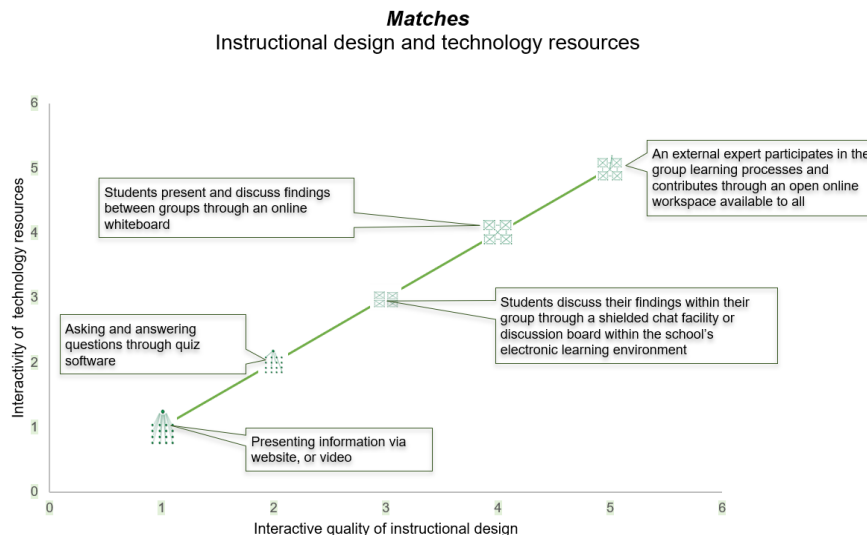 Matches
Instructional design and technology resources
6
5
4
3
2
1
0
Interactivity of technology resources
An external expert participates in the
group learning processes and
contributes through an open online
workspace available to all
Students present and discuss findings
between groups through an online
whiteboard
Students discuss their findings within their
group through a shielded chat facility or
discussion board within the school's
electronic learning environment
Asking and answering
questions through quiz
software
Presenting information via
website, or video
0 1 2 3 4 5 6
Interactive quality of instructional design